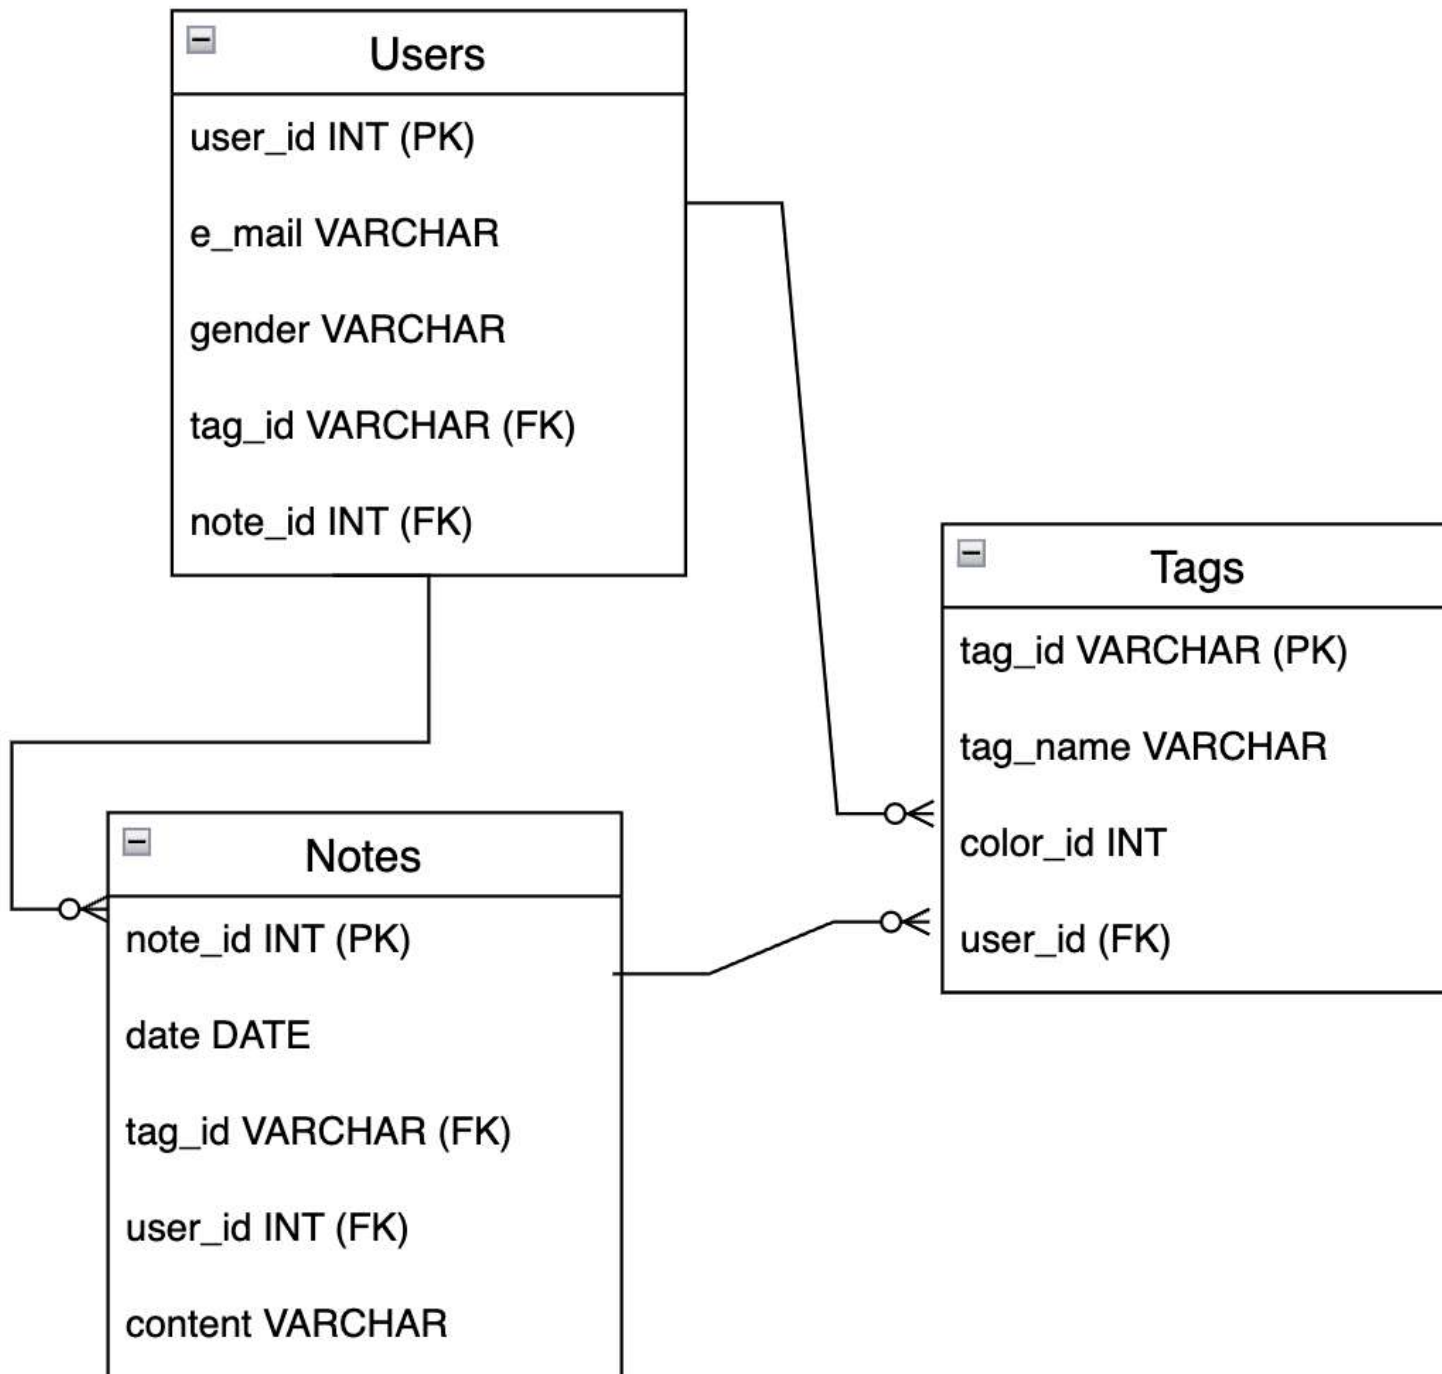 Users
user_id INT (PK)
e_mail VARCHAR
gender VARCHAR
tag_id VARCHAR (FK)
note_id INT (FK)
Tags
tag_id VARCHAR (PK)
tag_name VARCHAR
color_id INT
user_id (FK)
Notes
note_id INT (PK)
date DATE
tag_id VARCHAR (FK)
user_id INT (FK)
content VARCHAR